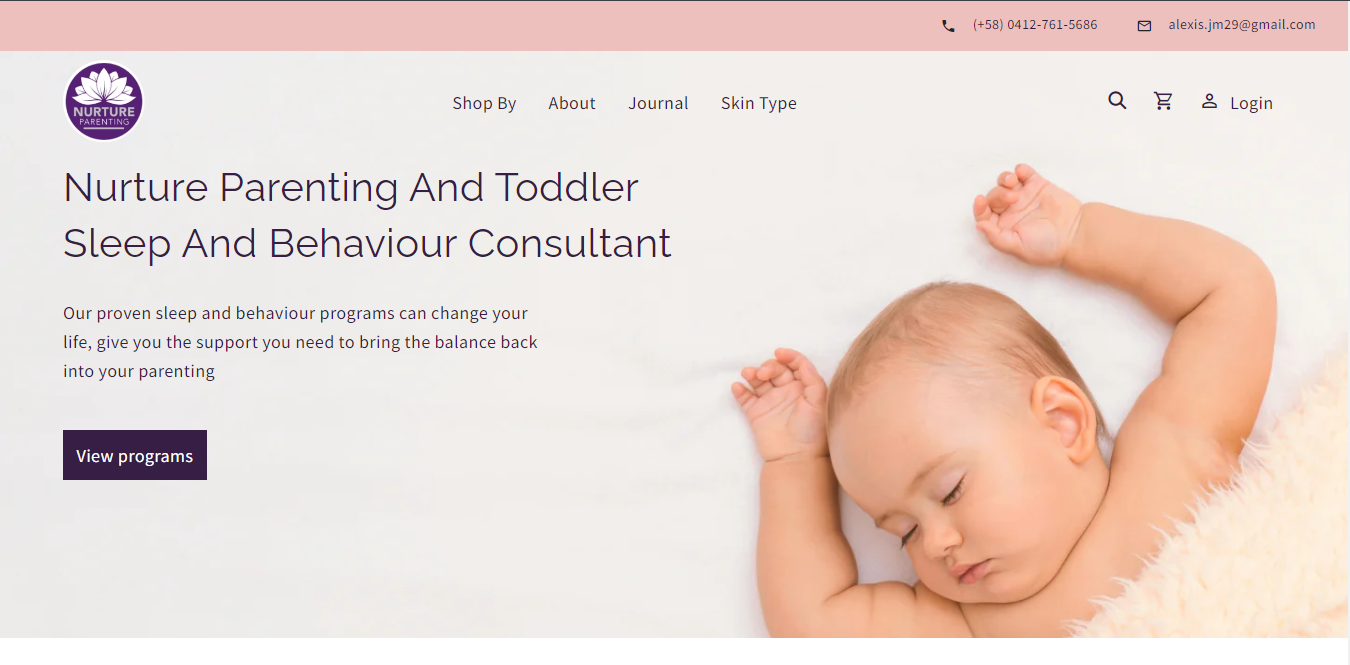 (+58) 0412-761-5686 alexis.jm29@gmail.com
NURTURE
PARENTING
Shop By About Journal Skin Type Login
Nurture Parenting And Toddler
Sleep And Behaviour Consultant
Our proven sleep and behaviour programs can change your
life, give you the support you need to bring the balance back
into your parenting
View programs